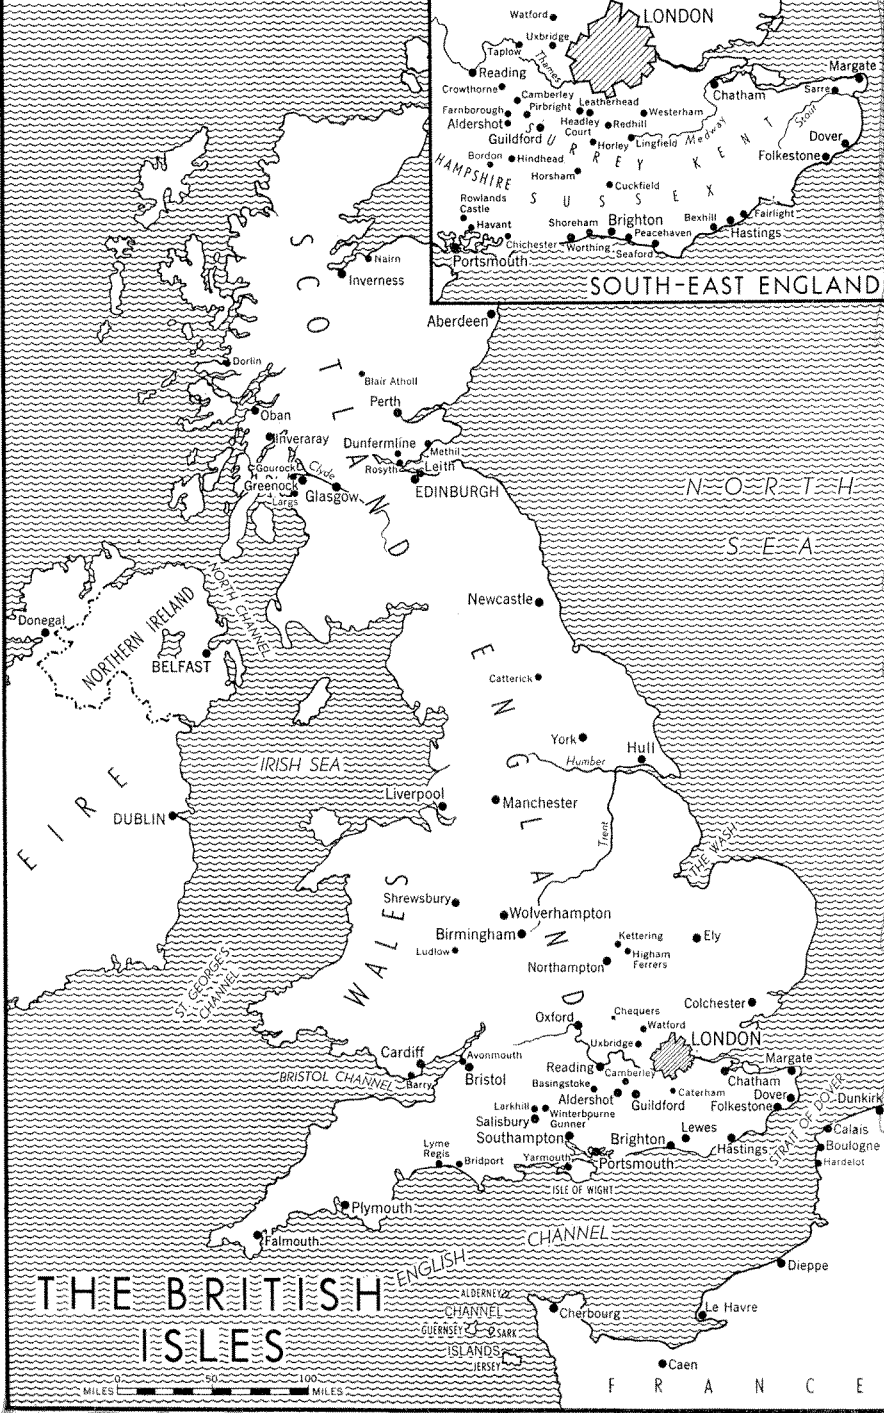 Watford
LONDON
Uxbridge
Taplow
Thames
Reading
Margate
Crowthorne
Camberley
Chatham
Sarre
Farnborough
Pirbright
Leatherhead
Westerham
Stour
Aldershot
Headley
Court
Redhill
Medway
Guildford
Horley
Lingfield
Dover
SURREY
KENT
Folkestone
Bordon
Hindhead
HAMPSHIRE
Horsham
Cuckfield
SUSSEX
Rowlands
Castle
Havant
Shoreham
Brighton
Bexhill
Fairlight
Chichester
Worthing
Peacehaven
Hastings
Seaford
Portsmouth
SOUTH-EAST ENGLAND
SCOTLAND
Nairn
Inverness
Aberdeen
Dorlin
Blair Atholl
Perth
Oban
Inveraray
Dunfermline
Methil
Gourock
Clyde
Rosyth
Leith
Greenock
Glasgow
EDINBURGH
Largs
NORTH
SEA
NORTH CHANNEL
Donegal
NORTHERN IRELAND
BELFAST
Newcastle
ENGLAND
Catterick
York
Hull
Humber
IRISH SEA
EIRE
DUBLIN
Liverpool
Manchester
Trent
THE WASH
Shrewsbury
WALES
Wolverhampton
Birmingham
Ludlow
Kettering
Ely
Higham
Ferrers
Northampton
ST. GEORGE'S
CHANNEL
Colchester
Chequers
Oxford
Watford
Uxbridge
LONDON
Cardiff
Avonmouth
Margate
Reading
Camberley
Bristol
BRISTOL CHANNEL
Barry
Basingstoke
Chatham
Caterham
Dover
Dunkirk
Aldershot
Guildford
Folkestone
Larkhill
Winterbourne
Gunner
Salisbury
Southampton
Brighton
Lewes
Hastings
STRAIT OF DOVER
Calais
Boulogne
Hardelot
Lyme
Regis
Bridport
Yarmouth
Portsmouth
ISLE OF WIGHT
Plymouth
Falmouth
ENGLISH CHANNEL
Dieppe
THE BRITISH
ISLES
ALDERNEY
CHANNEL
GUERNSEY
SARK
ISLANDS
JERSEY
Cherbourg
Le Havre
Caen
FRANCE
0 50 100
MILES MILES